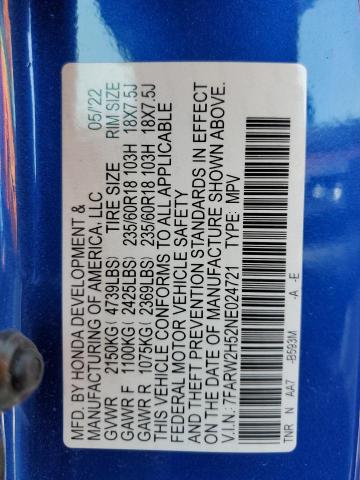 MFD. BY HONDA DEVELOPMENT & 05/'22
MANUFACTURING OF AMERICA, LLC
GVWR 2150KG ( 4739LBS) TIRE SIZE RIM SIZE
GAWR F 1100KG ( 2425LBS) 235/60R18 103H 18X7.5J
GAWR R 1075KG ( 2369LBS) 235/60R18 103H 18X7.5J
THIS VEHICLE CONFORMS TO ALL APPLICABLE
FEDERAL MOTOR VEHICLE SAFETY
AND THEFT PREVENTION STANDARDS IN EFFECT
ON THE DATE OF MANUFACTURE SHOWN ABOVE.
V.I.N.: 7FARW2H52NE024721 TYPE: MPV
TNR N AA7 -B593M -A -E